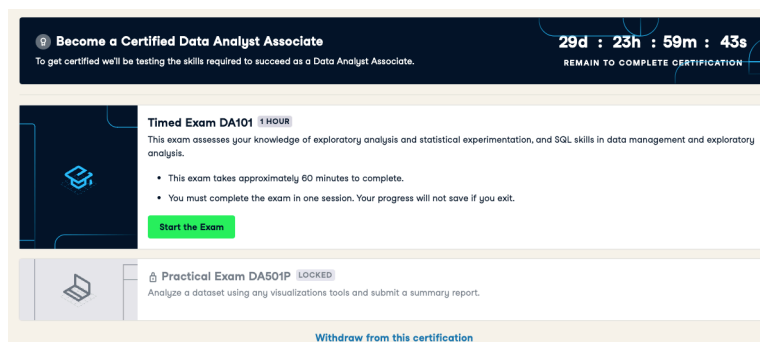 Become a Certified Data Analyst Associate
29d : 23h : 59m : 43s
To get certified we'll be testing the skills required to succeed as a Data Analyst Associate.
REMAIN TO COMPLETE CERTIFICATION
Timed Exam DA101 1 HOUR
This exam assesses your knowledge of exploratory analysis and statistical experimentation, and SQL skills in data management and exploratory
analysis.
• This exam takes approximately 60 minutes to complete.
• You must complete the exam in one session. Your progress will not save if you exit.
Start the Exam
Practical Exam DA501P LOCKED
Analyze a dataset using any visualizations tools and submit a summary report.
Withdraw from this certification